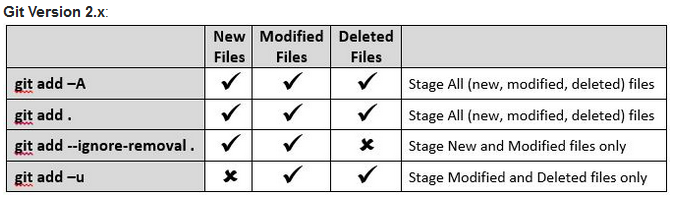 Git Version 2.x:
New Files Modified Files Deleted Files
git add –A ✓ ✓ ✓ Stage All (new, modified, deleted) files
git add . ✓ ✓ ✓ Stage All (new, modified, deleted) files
git add --ignore-removal . ✓ ✓ ✗ Stage New and Modified files only
git add –u ✗ ✓ ✓ Stage Modified and Deleted files only